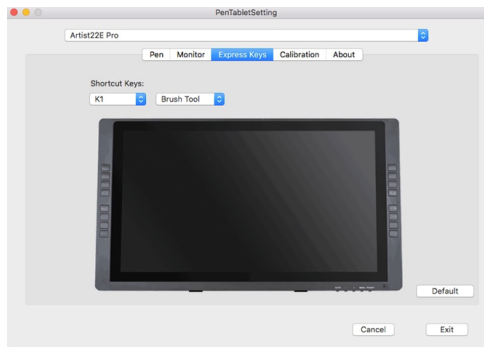 PenTabletSetting
Artist22E Pro
Pen Monitor Express Keys Calibration About
Shortcut Keys:
K1 Brush Tool
Default
Cancel Exit